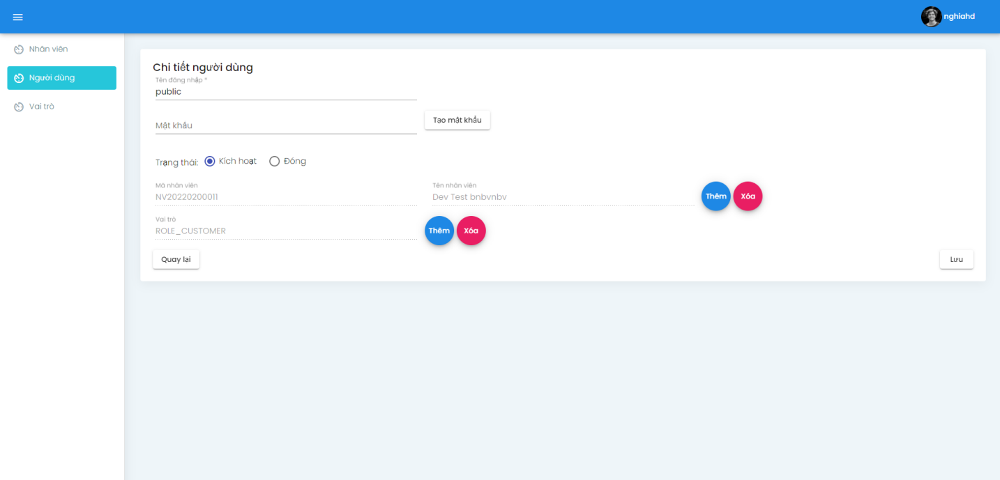 nghiahd
Nhân viên
Người dùng
Vai trò
Chi tiết người dùng
Tên đăng nhập *
public
Mật khẩu
Tạo mật khẩu
Trạng thái: Kích hoạt Đóng
Mã nhân viên
NV20220200011
Tên nhân viên
Dev Test bnbvnbv
Thêm Xóa
Vai trò
ROLE_CUSTOMER
Thêm Xóa
Quay lại
Lưu